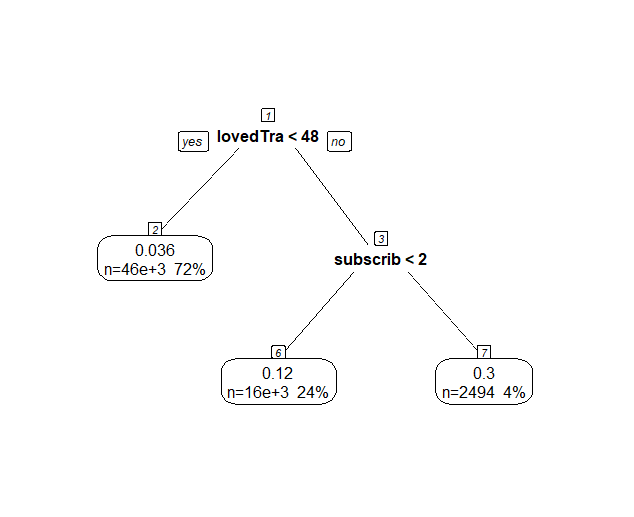 1
yes lovedTra < 48 no
2
0.036
n=46e+3 72%
3
subscrib < 2
6
0.12
n=16e+3 24%
7
0.3
n=2494 4%